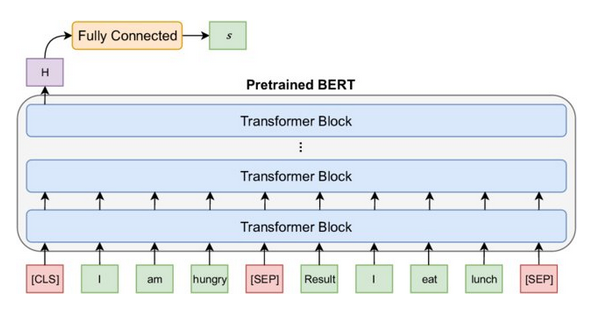 Fully Connected s
H
Pretrained BERT
Transformer Block
Transformer Block
Transformer Block
[CLS] I am hungry [SEP] Result I eat lunch [SEP]